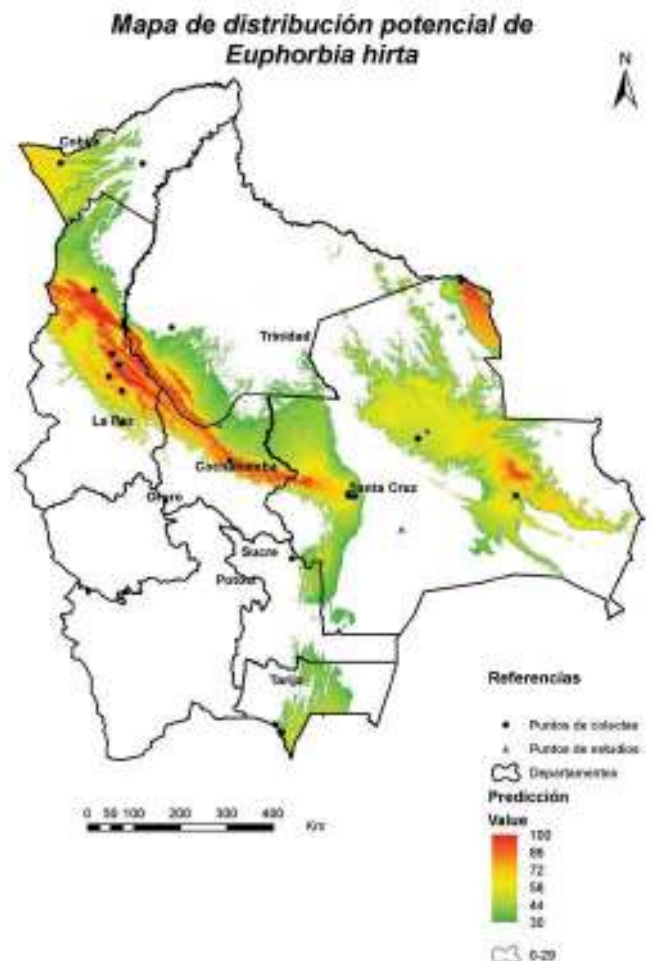 Mapa de distribución potencial de
Euphorbia hirta
N
Cobija
Trinidad
La Paz
Cochabamba
Santa Cruz
Oruro
Sucre
Potosí
Tarija
Referencias
Puntos de colectas
Puntos de estudios
Departamentos
Predicción
Value
100
86
72
58
44
30
0-29
0 50 100 200 300 400
Km